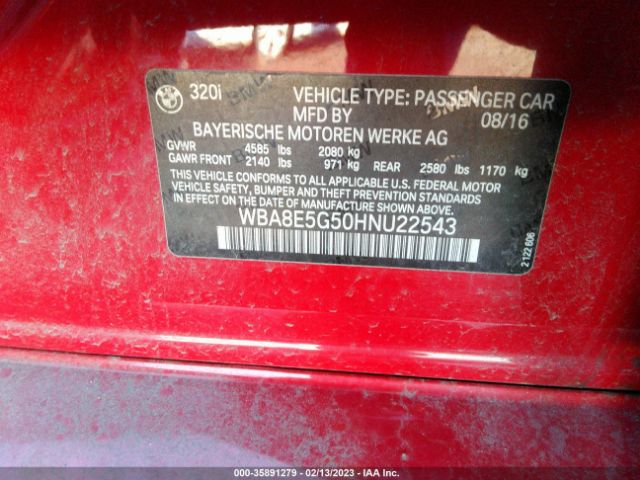 320i VEHICLE TYPE: PASSENGER CAR
MFD BY 08/16
BAYERISCHE MOTOREN WERKE AG
GVWR 4585 lbs 2080 kg
GAWR FRONT 2140 lbs 971 kg REAR 2580 lbs 1170 kg
THIS VEHICLE CONFORMS TO ALL APPLICABLE U.S. FEDERAL MOTOR
VEHICLE SAFETY, BUMPER AND THEFT PREVENTION STANDARDS
IN EFFECT ON THE DATE OF MANUFACTURE SHOWN ABOVE.
WBA8E5G50HNU22543
2 122 606
000-35891279 - 02/13/2023 - IAA Inc.